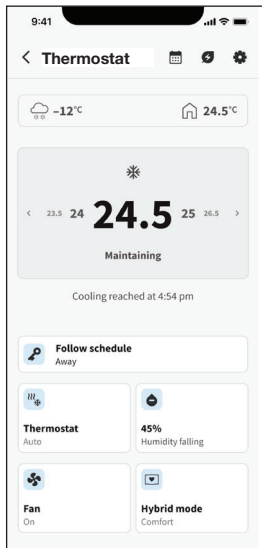 9:41
Thermostat
–12°C 24.5°C
23.5 24 24.5 25 26.5
Maintaining
Cooling reached at 4:54 pm
Follow schedule
Away
Thermostat
Auto
45%
Humidity falling
Fan
On
Hybrid mode
Comfort